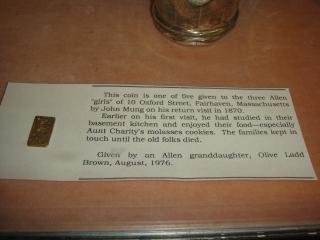 This coin is one of five given to the three Allen
"girls" of 10 Oxford Street, Fairhaven, Massachusetts
by John Mung on his return visit in 1870.
Earlier on his first visit, he had studied in their
basement kitchen and enjoyed their food—especially
Aunt Charity's molasses cookies. The families kept in
touch until the old folks died.
Given by an Allen granddaughter, Olive Ladd
Brown, August, 1976.